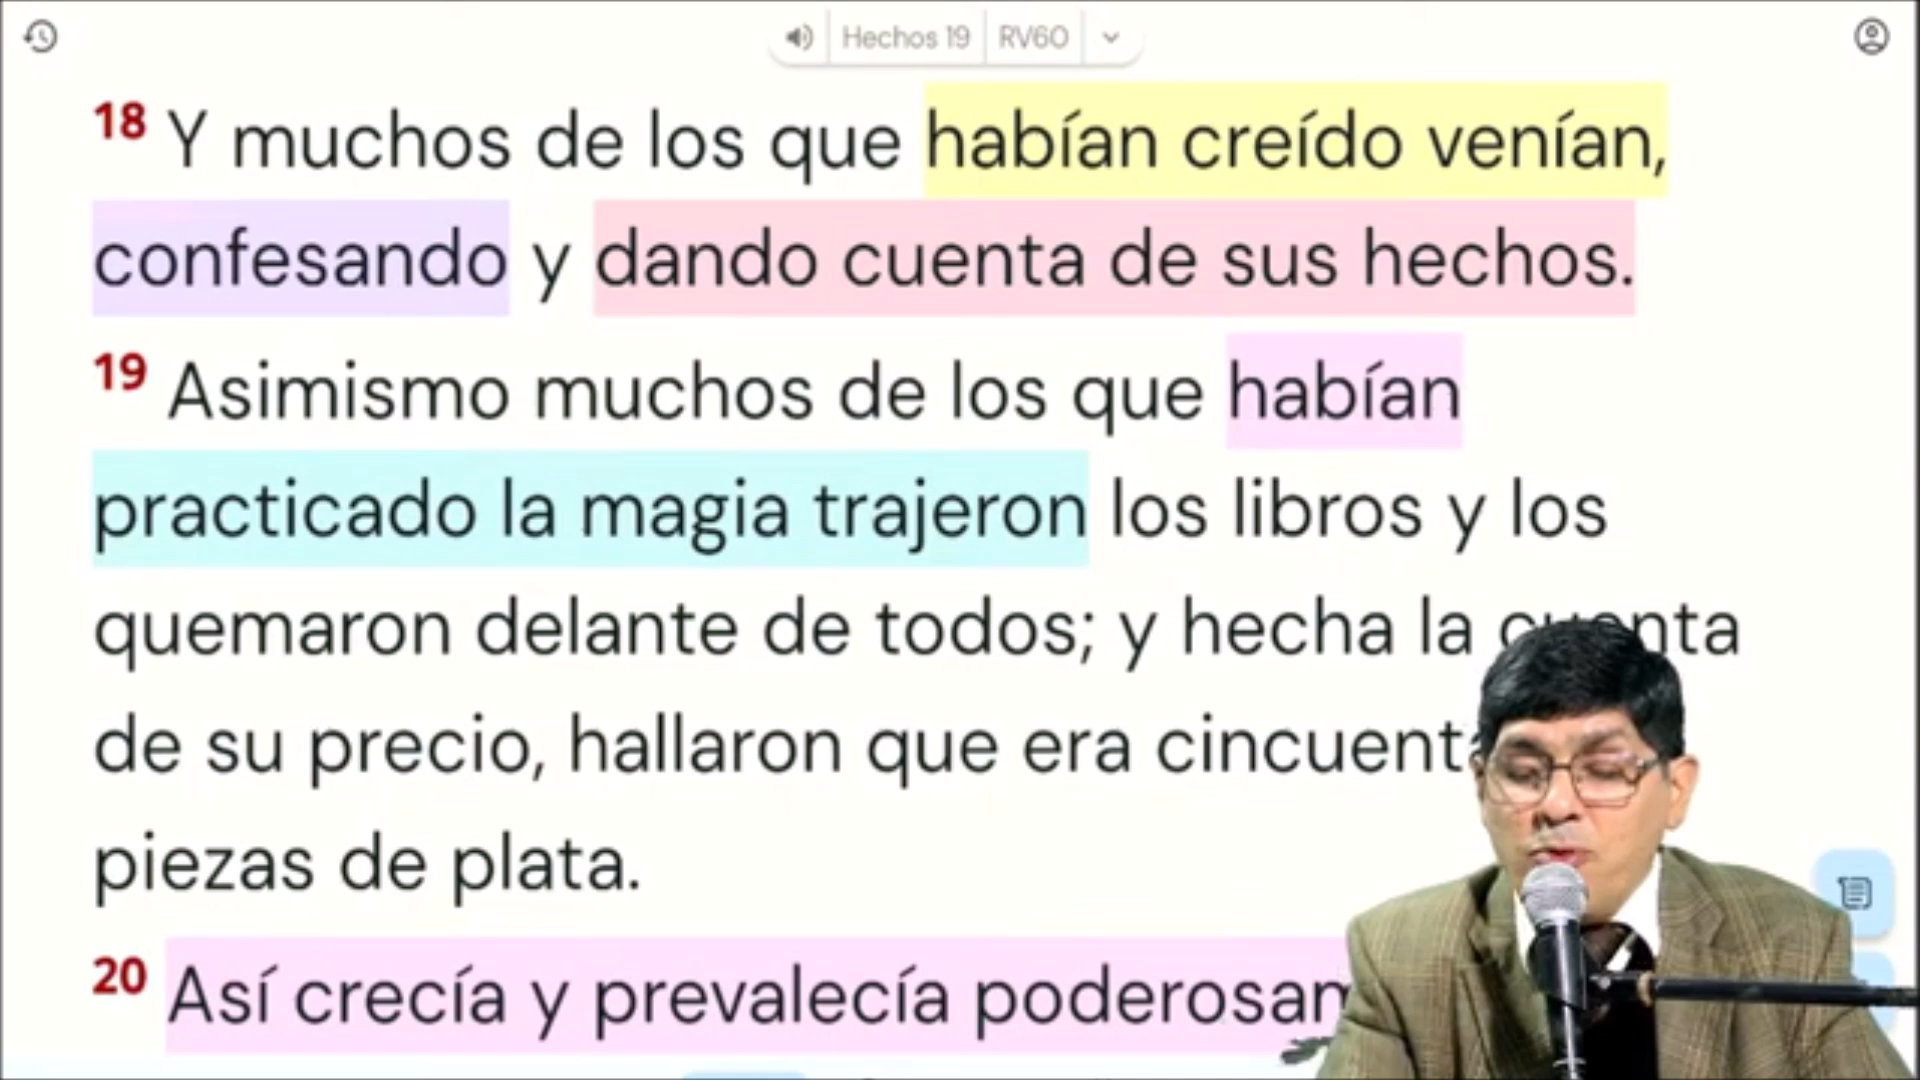 Hechos 19 RV60
18 Y muchos de los que habían creído venían,
confesando y dando cuenta de sus hechos.
19 Asimismo muchos de los que habían
practicado la magia trajeron los libros y los
quemaron delante de todos; y hecha la
de su precio, hallaron que era
piezas de plata.
20 Así crecía y prevalecía